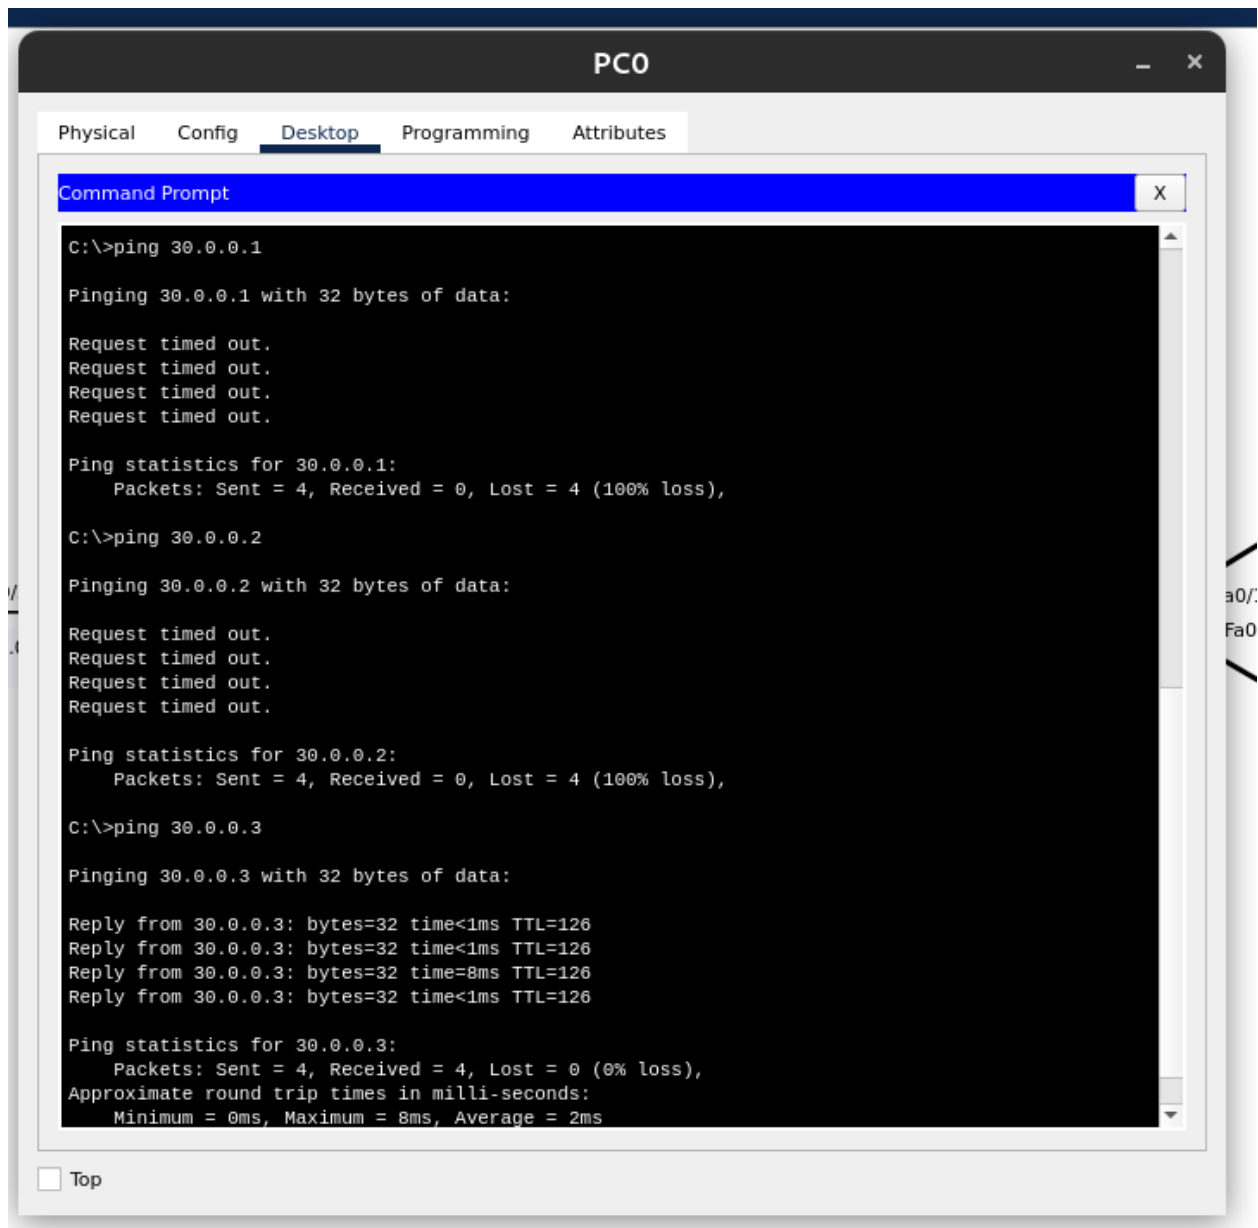 PC0
Physical Config Desktop Programming Attributes
Command Prompt
X
C:\>ping 30.0.0.1
Pinging 30.0.0.1 with 32 bytes of data:
Request timed out.
Request timed out.
Request timed out.
Request timed out.
Ping statistics for 30.0.0.1:
Packets: Sent = 4, Received = 0, Lost = 4 (100% loss),
C:\>ping 30.0.0.2
Pinging 30.0.0.2 with 32 bytes of data:
Request timed out.
Request timed out.
Request timed out.
Request timed out.
Ping statistics for 30.0.0.2:
Packets: Sent = 4, Received = 0, Lost = 4 (100% loss),
C:\>ping 30.0.0.3
Pinging 30.0.0.3 with 32 bytes of data:
Reply from 30.0.0.3: bytes=32 time<1ms TTL=126
Reply from 30.0.0.3: bytes=32 time<1ms TTL=126
Reply from 30.0.0.3: bytes=32 time=8ms TTL=126
Reply from 30.0.0.3: bytes=32 time<1ms TTL=126
Ping statistics for 30.0.0.3:
Packets: Sent = 4, Received = 4, Lost = 0 (0% loss),
Approximate round trip times in milli-seconds:
Minimum = 0ms, Maximum = 8ms, Average = 2ms
Top
Fa0